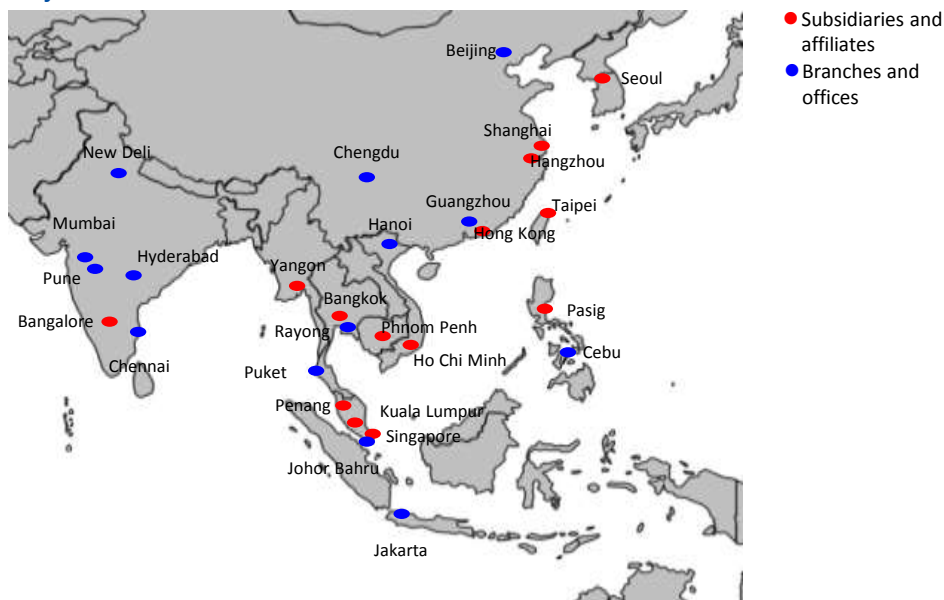 Subsidiaries and
affiliates
Branches and
offices
Beijing
Seoul
Shanghai
Hangzhou
New Deli
Chengdu
Guangzhou
Taipei
Hong Kong
Hanoi
Mumbai
Hyderabad
Pune
Yangon
Bangkok
Bangalore
Rayong
Phnom Penh
Pasig
Chennai
Ho Chi Minh
Cebu
Puket
Penang
Kuala Lumpur
Singapore
Johor Bahru
Jakarta